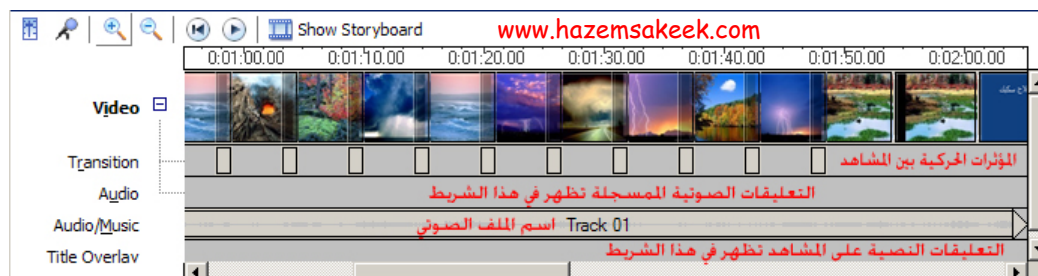 Show Storyboard
www.hazemsakeek.com
0:01:00.00 0:01:10.00 0:01:20.00 0:01:30.00 0:01:40.00 0:01:50.00 0:02:00.00
Video
Transition
المؤثرات الحركية بين المشاهد
Audio
التعليقات الصوتية المسجلة تظهر في هذا الشريط
Audio/Music
اسم الملف الصوتي Track 01
Title Overlay
التعليقات النصية على المشاهد تظهر في هذا الشريط